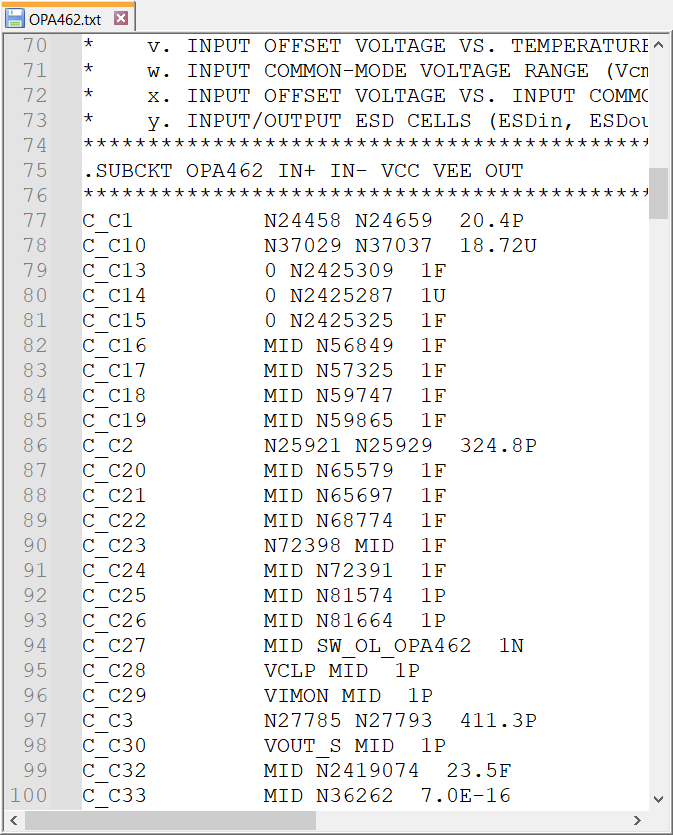 OPA462.txt
70 * v. INPUT OFFSET VOLTAGE VS. TEMPERATURE
71 * w. INPUT COMMON-MODE VOLTAGE RANGE (Vcm
72 * x. INPUT OFFSET VOLTAGE VS. INPUT COMMO
73 * y. INPUT/OUTPUT ESD CELLS (ESDin, ESDou
74 ********************************************
75 .SUBCKT OPA462 IN+ IN- VCC VEE OUT
76 ********************************************
77 C_C1 N24458 N24659 20.4P
78 C_C10 N37029 N37037 18.72U
79 C_C13 0 N2425309 1F
80 C_C14 0 N2425287 1U
81 C_C15 0 N2425325 1F
82 C_C16 MID N56849 1F
83 C_C17 MID N57325 1F
84 C_C18 MID N59747 1F
85 C_C19 MID N59865 1F
86 C_C2 N25921 N25929 324.8P
87 C_C20 MID N65579 1F
88 C_C21 MID N65697 1F
89 C_C22 MID N68774 1F
90 C_C23 N72398 MID 1F
91 C_C24 MID N72391 1F
92 C_C25 MID N81574 1P
93 C_C26 MID N81664 1P
94 C_C27 MID SW_OL_OPA462 1N
95 C_C28 VCLP MID 1P
96 C_C29 VIMON MID 1P
97 C_C3 N27785 N27793 411.3P
98 C_C30 VOUT_S MID 1P
99 C_C32 MID N2419074 23.5F
100 C_C33 MID N36262 7.0E-16